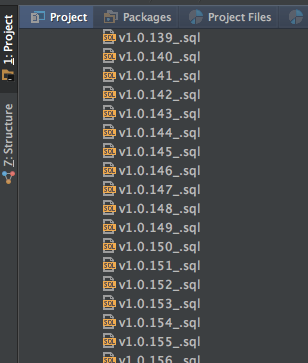 Project Packages Project Files
1: Project
Z: Structure
v1.0.139_.sql
v1.0.140_.sql
v1.0.141_.sql
v1.0.142_.sql
v1.0.143_.sql
v1.0.144_.sql
v1.0.145_.sql
v1.0.146_.sql
v1.0.147_.sql
v1.0.148_.sql
v1.0.149_.sql
v1.0.150_.sql
v1.0.151_.sql
v1.0.152_.sql
v1.0.153_.sql
v1.0.154_.sql
v1.0.155_.sql
v1.0.156_.sql